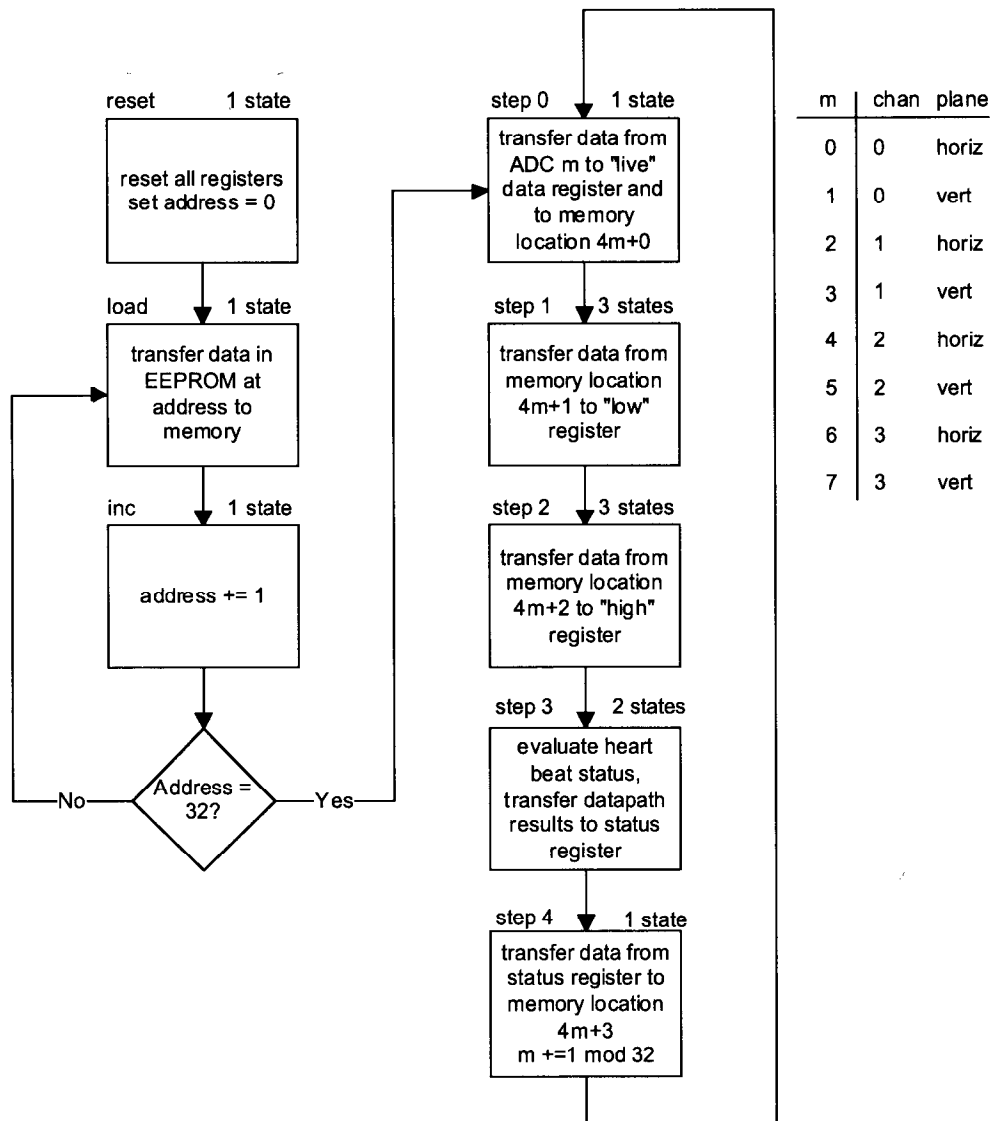 reset 1 state
reset all registers
set address = 0
load 1 state
transfer data in
EEPROM at
address to
memory
inc 1 state
address += 1
Address =
32?
No
Yes
step 0 1 state
transfer data from
ADC m to "live"
data register and
to memory
location 4m+0
step 1 3 states
transfer data from
memory location
4m+1 to "low"
register
step 2 3 states
transfer data from
memory location
4m+2 to "high"
register
step 3 2 states
evaluate heart
beat status,
transfer datapath
results to status
register
step 4 1 state
transfer data from
status register to
memory location
4m+3
m +=1 mod 32
m chan plane
0 0 horiz
1 0 vert
2 1 horiz
3 1 vert
4 2 horiz
5 2 vert
6 3 horiz
7 3 vert